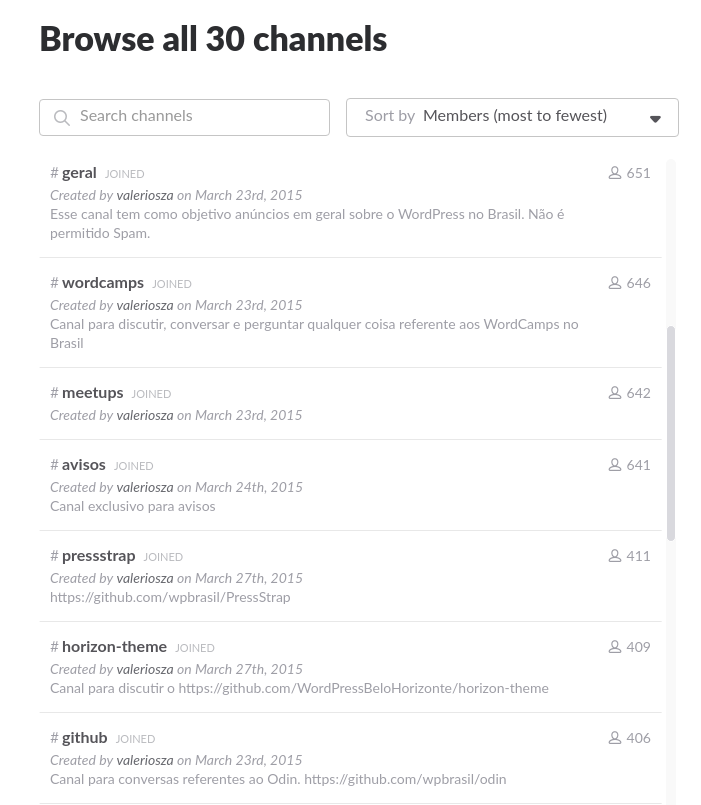 Browse all 30 channels
Search channels
Sort by Members (most to fewest)
# geral JOINED 651
Created by valeriosza on March 23rd, 2015
Esse canal tem como objetivo anúncios em geral sobre o WordPress no Brasil. Não é
permitido Spam.
# wordcamps JOINED 646
Created by valeriosza on March 23rd, 2015
Canal para discutir, conversar e perguntar qualquer coisa referente aos WordCamps no
Brasil
# meetups JOINED 642
Created by valeriosza on March 23rd, 2015
# avisos JOINED 641
Created by valeriosza on March 24th, 2015
Canal exclusivo para avisos
# pressstrap JOINED 411
Created by valeriosza on March 27th, 2015
https://github.com/wpbrasil/PressStrap
# horizon-theme JOINED 409
Created by valeriosza on March 27th, 2015
Canal para discutir o https://github.com/WordPressBeloHorizonte/horizon-theme
# github JOINED 406
Created by valeriosza on March 23rd, 2015
Canal para conversas referentes ao Odin. https://github.com/wpbrasil/odin